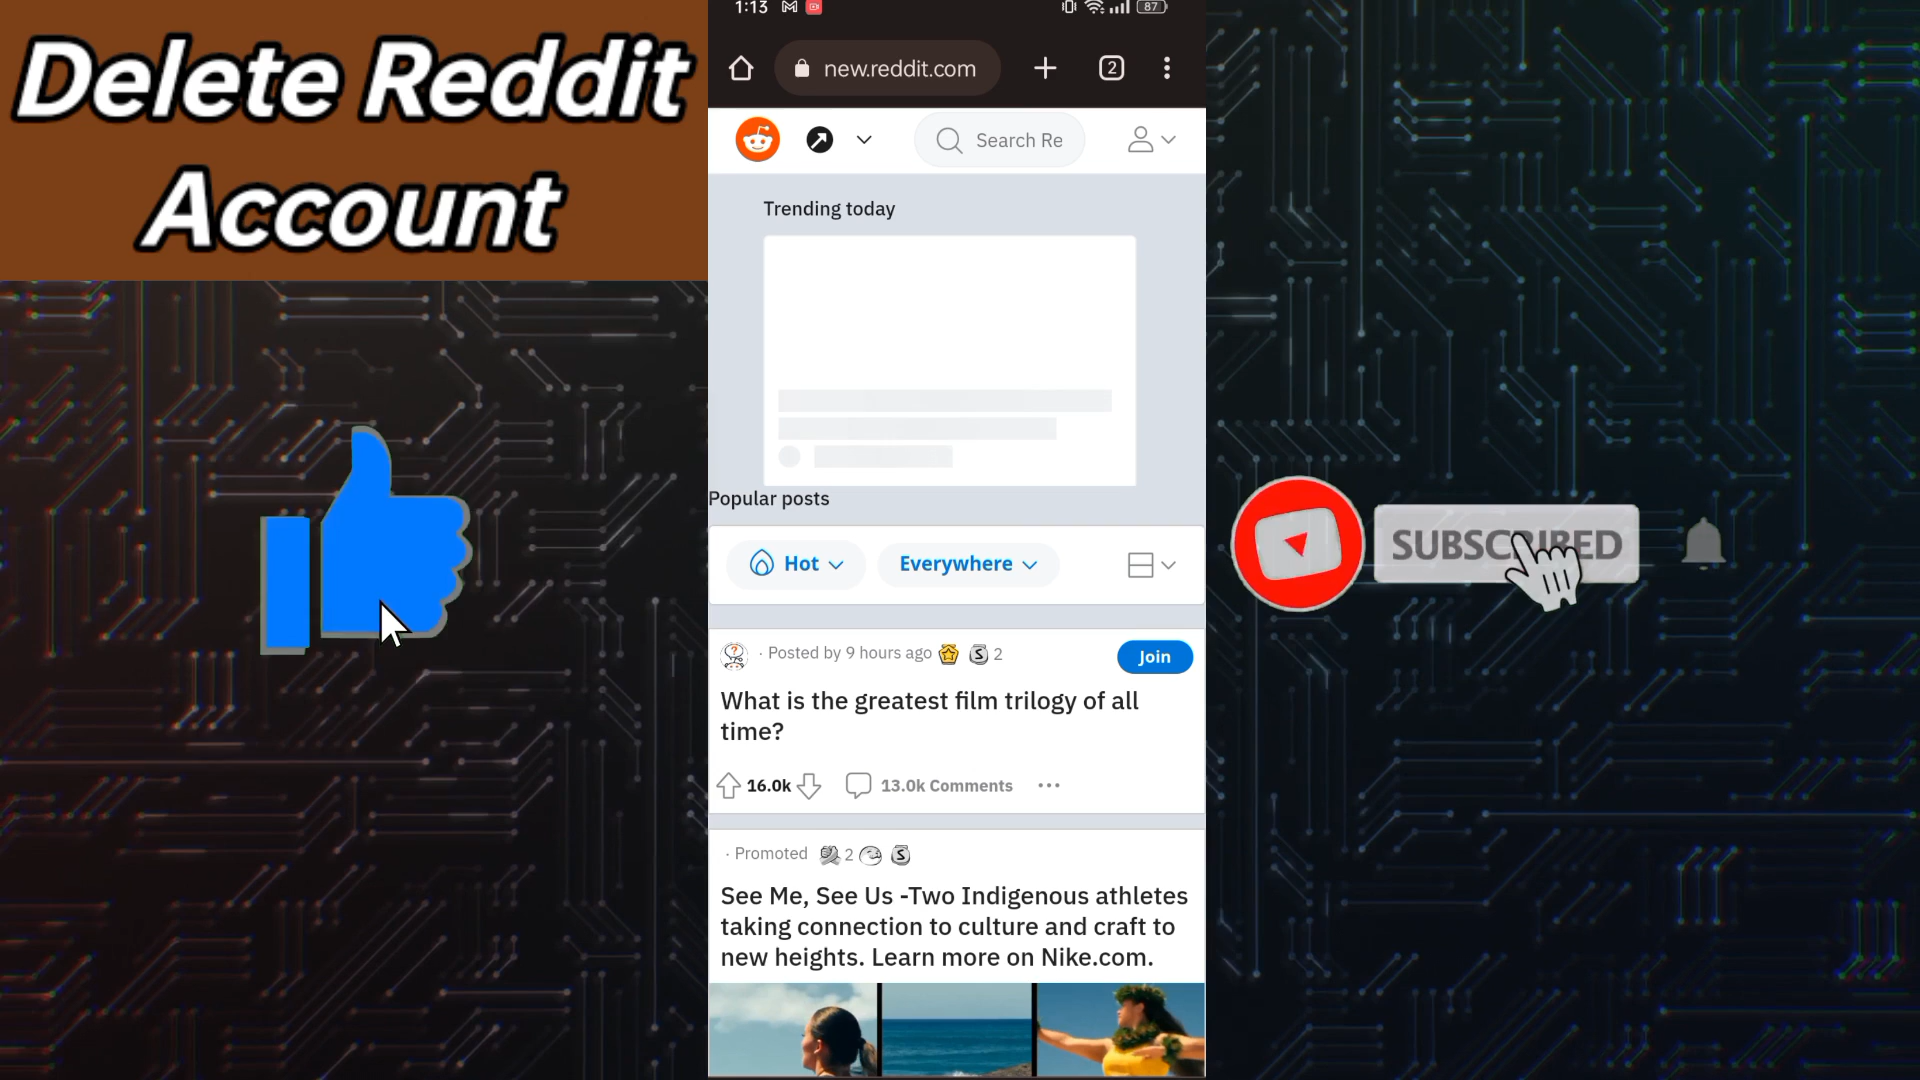 Delete Reddit
Account
1:13
87
new.reddit.com
2
Search Re
Trending today
Popular posts
Hot
Everywhere
· Posted by 9 hours ago
S 2
Join
What is the greatest film trilogy of all
time?
16.0k
13.0k Comments
· Promoted
2
S
See Me, See Us -Two Indigenous athletes
taking connection to culture and craft to
new heights. Learn more on Nike.com.
SUBSCRIBED